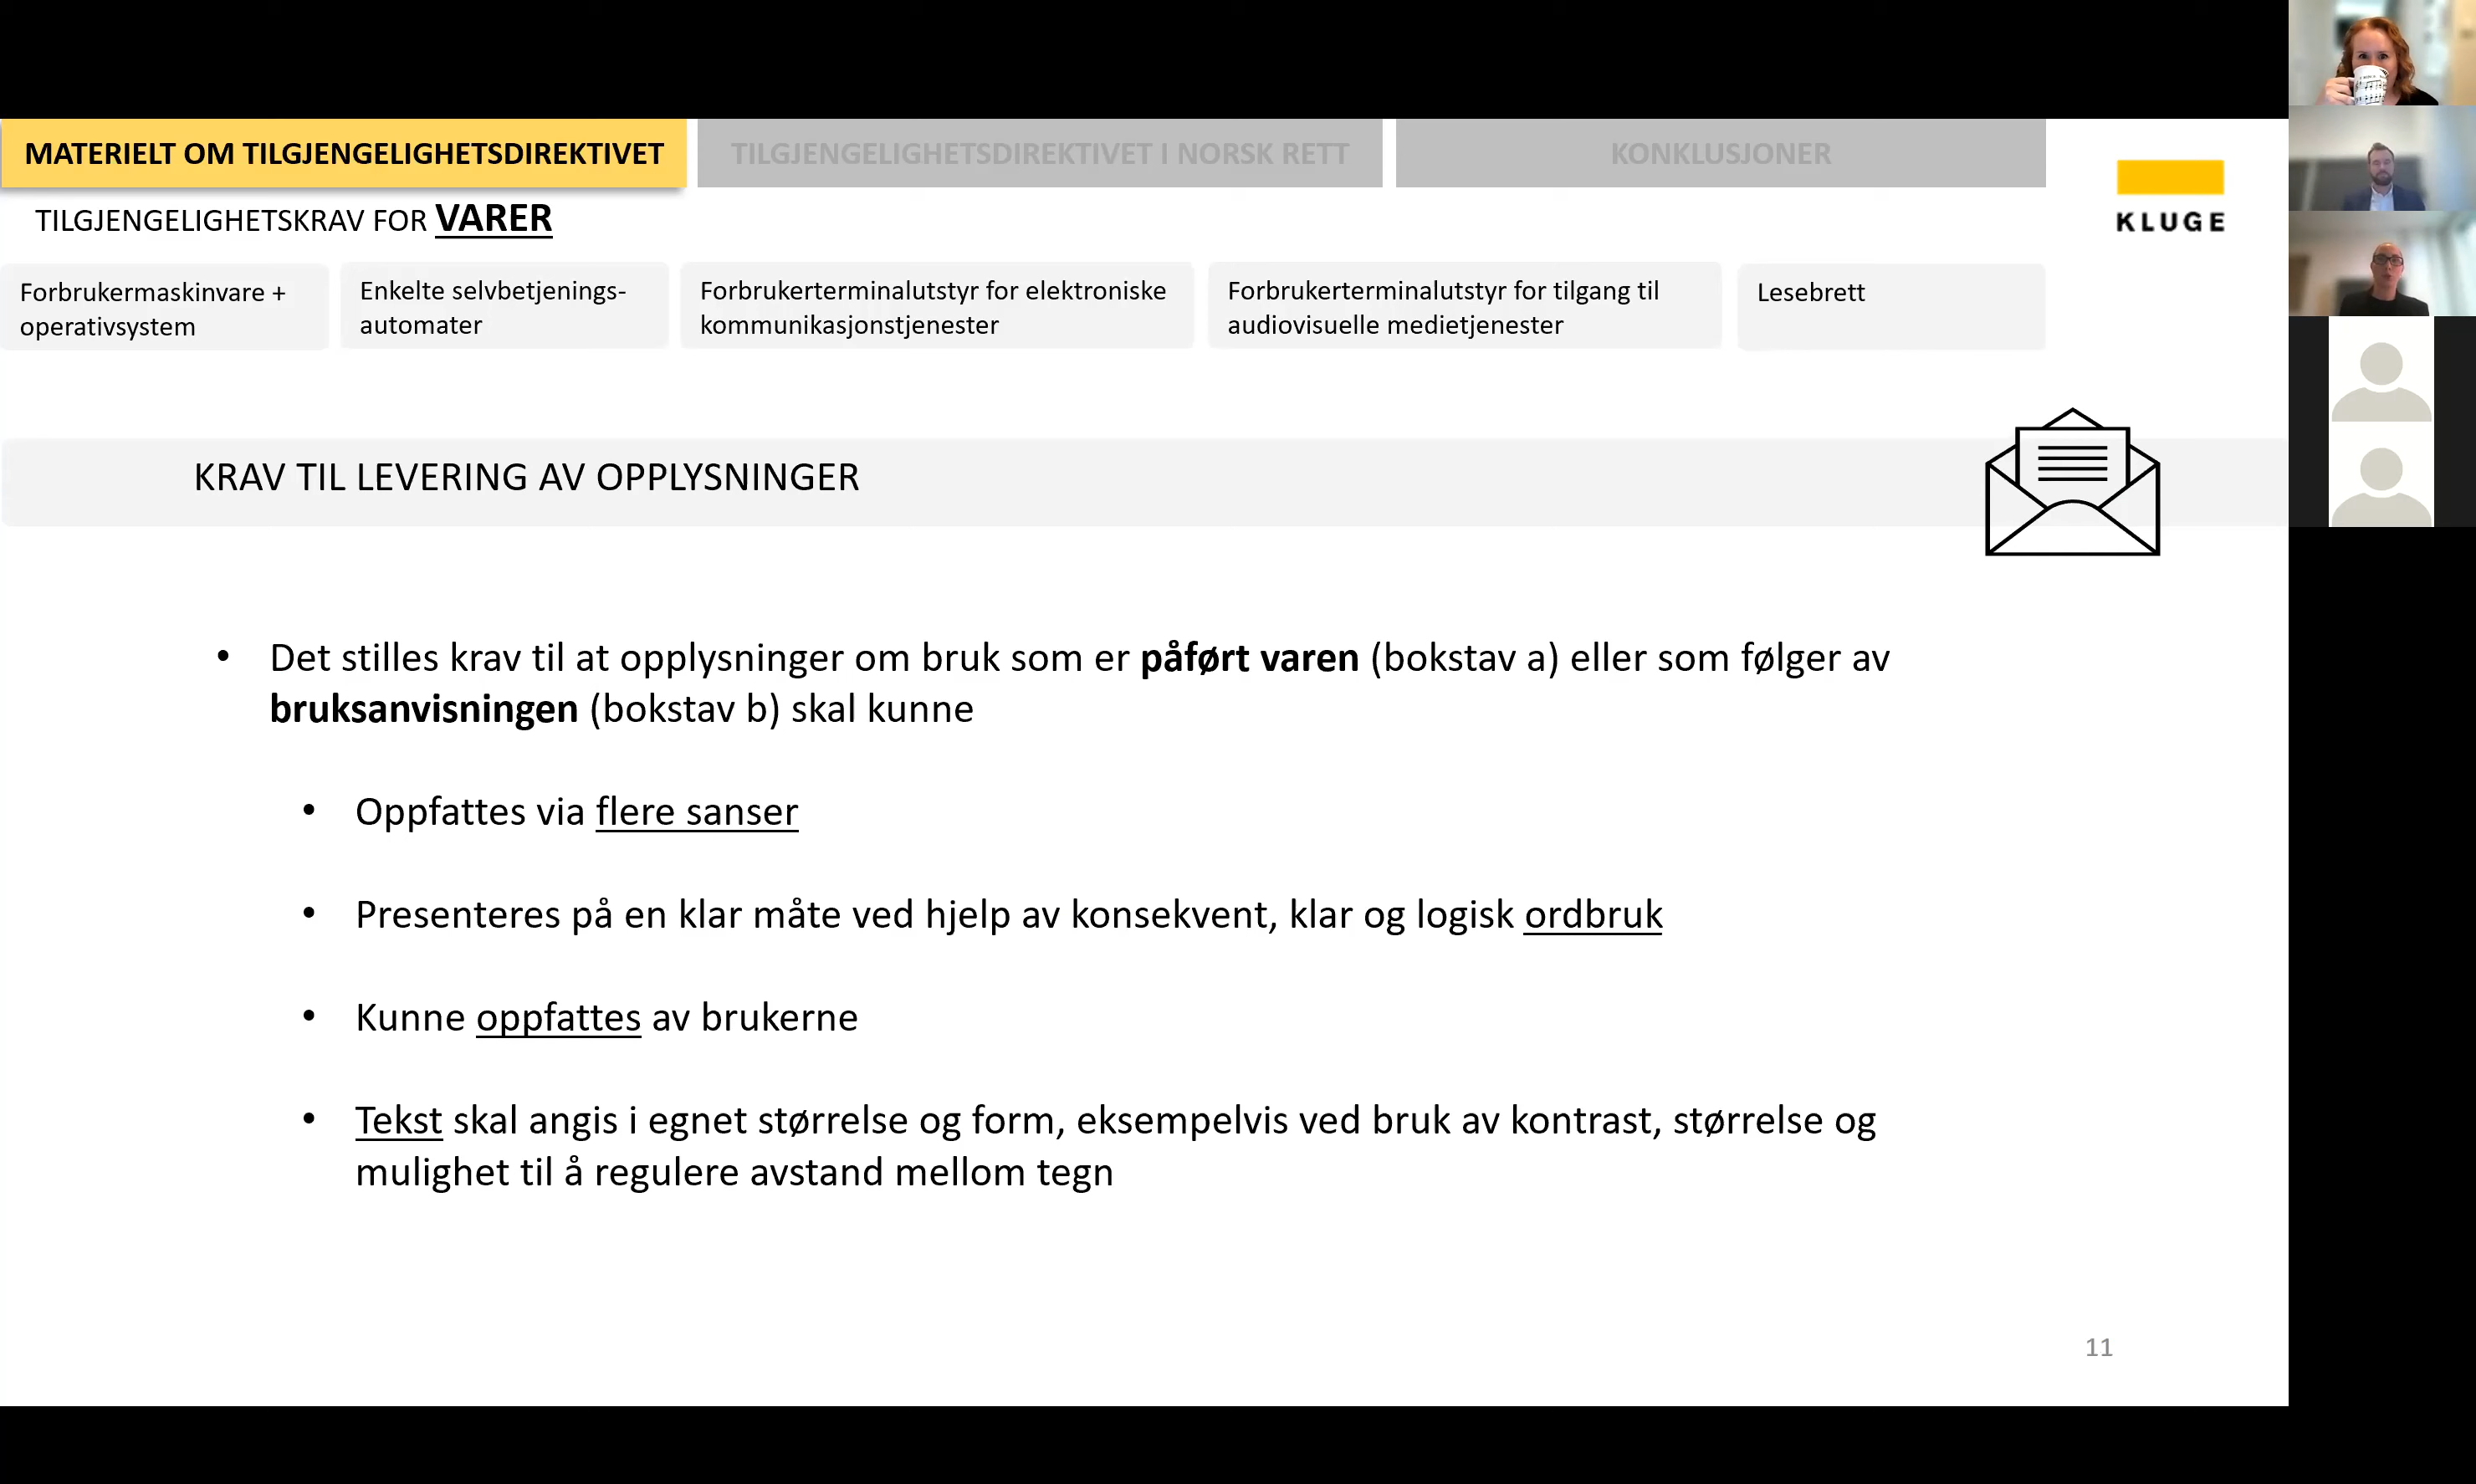 MATERIELT OM TILGJENGELIGHETSDIREKTIVET
TILGJENGELIGHETSDIREKTIVET I NORSK RETT
KONKLUSJONER
KLUGE
TILGJENGELIGHETSKRAV FOR VARER
Forbrukermaskinvare +
operativsystem
Enkelte selvbetjenings-
automater
Forbrukerterminalutstyr for elektroniske
kommunikasjonstjenester
Forbrukerterminalutstyr for tilgang til
audiovisuelle medietjenester
Lesebrett
KRAV TIL LEVERING AV OPPLYSNINGER
• Det stilles krav til at opplysninger om bruk som er påført varen (bokstav a) eller som følger av
bruksanvisningen (bokstav b) skal kunne
• Oppfattes via flere sanser
• Presenteres på en klar måte ved hjelp av konsekvent, klar og logisk ordbruk
• Kunne oppfattes av brukerne
• Tekst skal angis i egnet størrelse og form, eksempelvis ved bruk av kontrast, størrelse og
mulighet til å regulere avstand mellom tegn
11